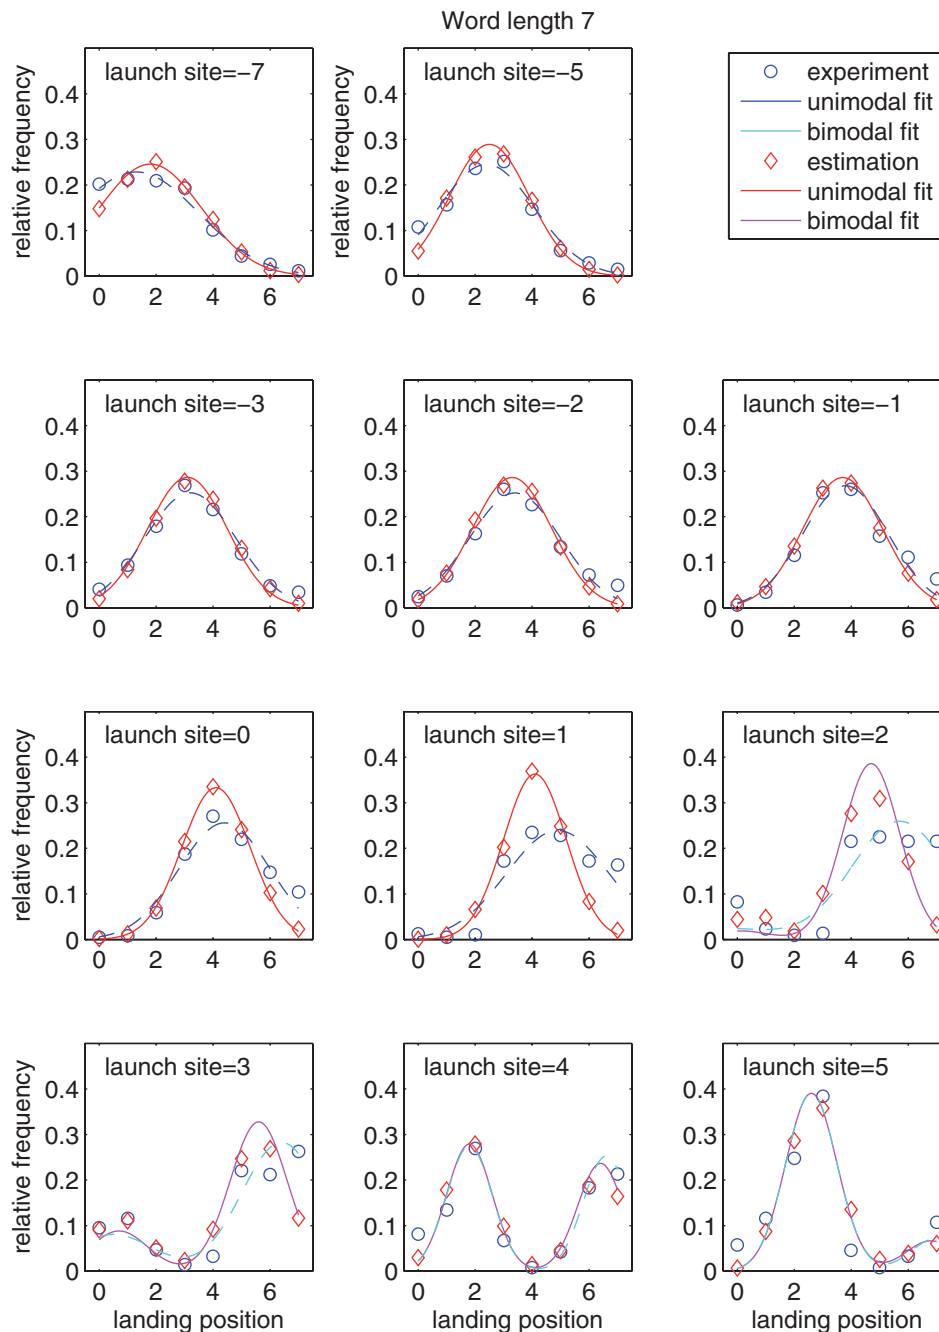 Word length 7
launch site=−7
relative frequency
0.4
0.3
0.2
0.1
0
0 2 4 6
launch site=−5
relative frequency
0.4
0.3
0.2
0.1
0
0 2 4 6
experiment
unimodal fit
bimodal fit
estimation
unimodal fit
bimodal fit
launch site=−3
0.4
0.3
0.2
0.1
0
0 2 4 6
launch site=−2
0.4
0.3
0.2
0.1
0
0 2 4 6
launch site=−1
0.4
0.3
0.2
0.1
0
0 2 4 6
launch site=0
relative frequency
0.4
0.3
0.2
0.1
0
0 2 4 6
launch site=1
0.4
0.3
0.2
0.1
0
0 2 4 6
launch site=2
0.4
0.3
0.2
0.1
0
0 2 4 6
launch site=3
relative frequency
0.4
0.3
0.2
0.1
0
0 2 4 6
landing position
launch site=4
0.4
0.3
0.2
0.1
0
0 2 4 6
landing position
launch site=5
0.4
0.3
0.2
0.1
0
0 2 4 6
landing position